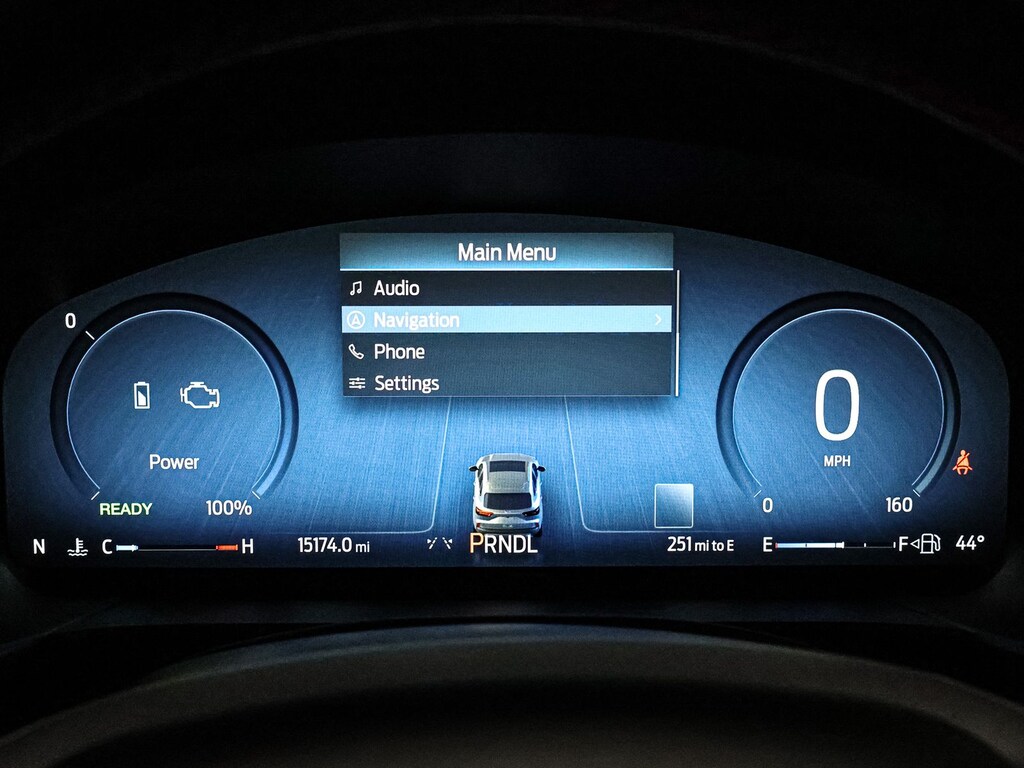 Main Menu
Audio
Navigation
Phone
Settings
0
Power
READY
100%
0
MPH
0
160
N
C
H
15174.0 mi
PRNDL
251 mi to E
E
F
44°